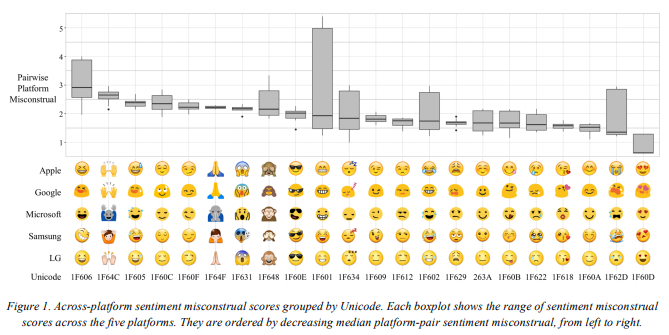 5
4
3
2
1
Pairwise
Platform
Misconstrual
Apple
Google
Microsoft
Samsung
LG
Unicode 1F606 1F64C 1F605 1F60C 1F60F 1F64F 1F631 1F648 1F60E 1F601 1F634 1F609 1F612 1F602 1F629 263A 1F60B 1F622 1F618 1F60A 1F62D 1F60D
Figure 1. Across-platform sentiment misconstrual scores grouped by Unicode. Each boxplot shows the range of sentiment misconstrual
scores across the five platforms. They are ordered by decreasing median platform-pair sentiment misconstrual, from left to right.